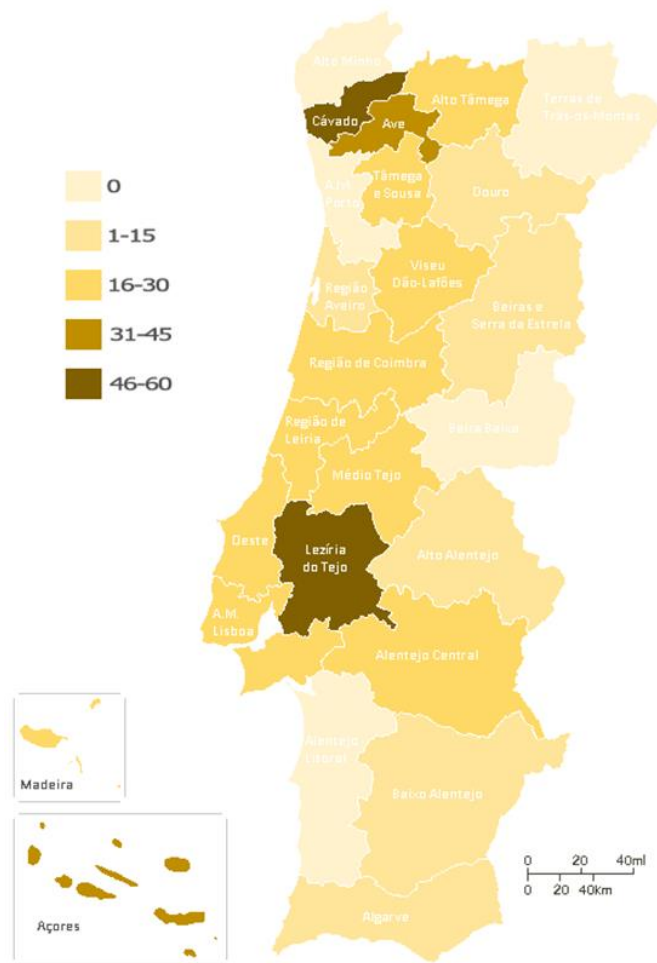 Alto Minho
Cávado
Ave
Alto Tâmega
Terras de
Trás-os-Montes
A.M.
Porto
Tâmega
e Sousa
Douro
0
1-15
16-30
31-45
46-60
Região
Aveiro
Viseu
Dão-Lafões
Beiras e
Serra da Estrela
Região de Coimbra
Região de
Leiria
Beira Baixa
Médio Tejo
Oeste
Lezíria
do Tejo
Alto Alentejo
A.M.
Lisboa
Alentejo Central
Alentejo
Litoral
Baixo Alentejo
Algarve
Madeira
Açores
0 20 40ml
0 20 40km